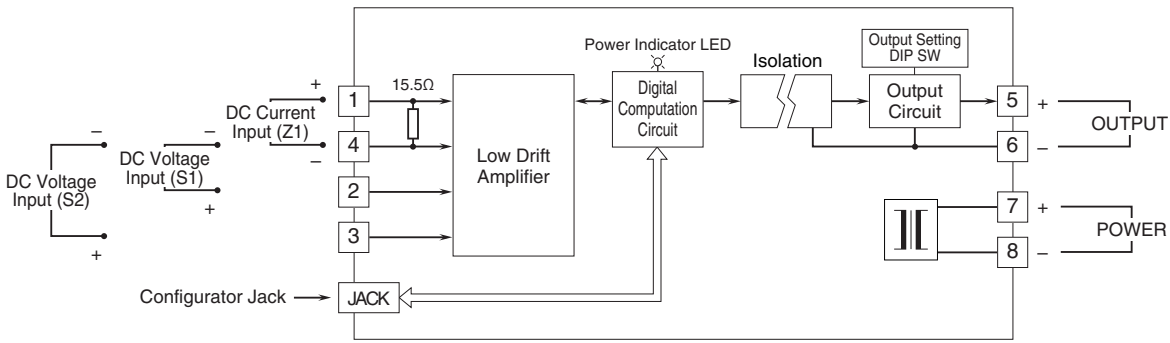 Power Indicator LED
Output Setting
DIP SW
Isolation
+
DC Current
Input (Z1)
–
1
15.5Ω
4
2
3
Low Drift
Amplifier
Digital
Computation
Circuit
Output
Circuit
5
+
OUTPUT
6
–
–
DC Voltage
Input (S1)
+
–
DC Voltage
Input (S2)
+
7
+
POWER
8
–
Configurator Jack
JACK